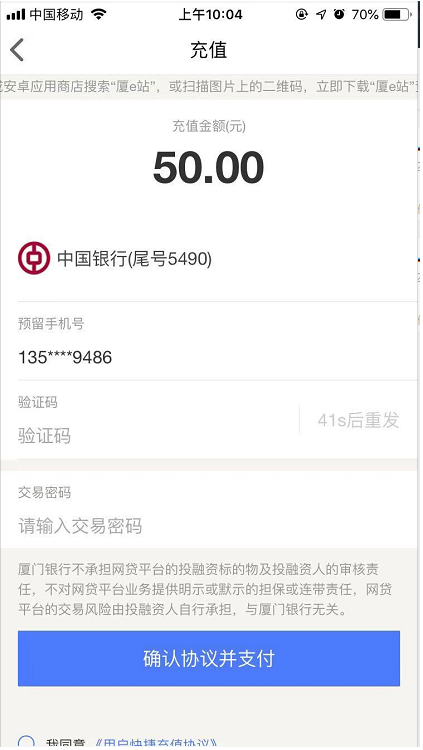 中国移动 上午10:04 70%
充值
或安卓应用商店搜索“厦e站”，或扫描图片上的二维码，立即下载“厦e站”
充值金额(元)
50.00
中国银行(尾号5490)
预留手机号
135****9486
验证码
验证码 41s后重发
交易密码
请输入交易密码
厦门银行不承担网贷平台的投融资标的物及投融资人的审核责
任，不对网贷平台业务提供明示或默示的担保或连带责任，网贷
平台的交易风险由投融资人自行承担，与厦门银行无关。
确认协议并支付
我同意《用户快捷充值协议》